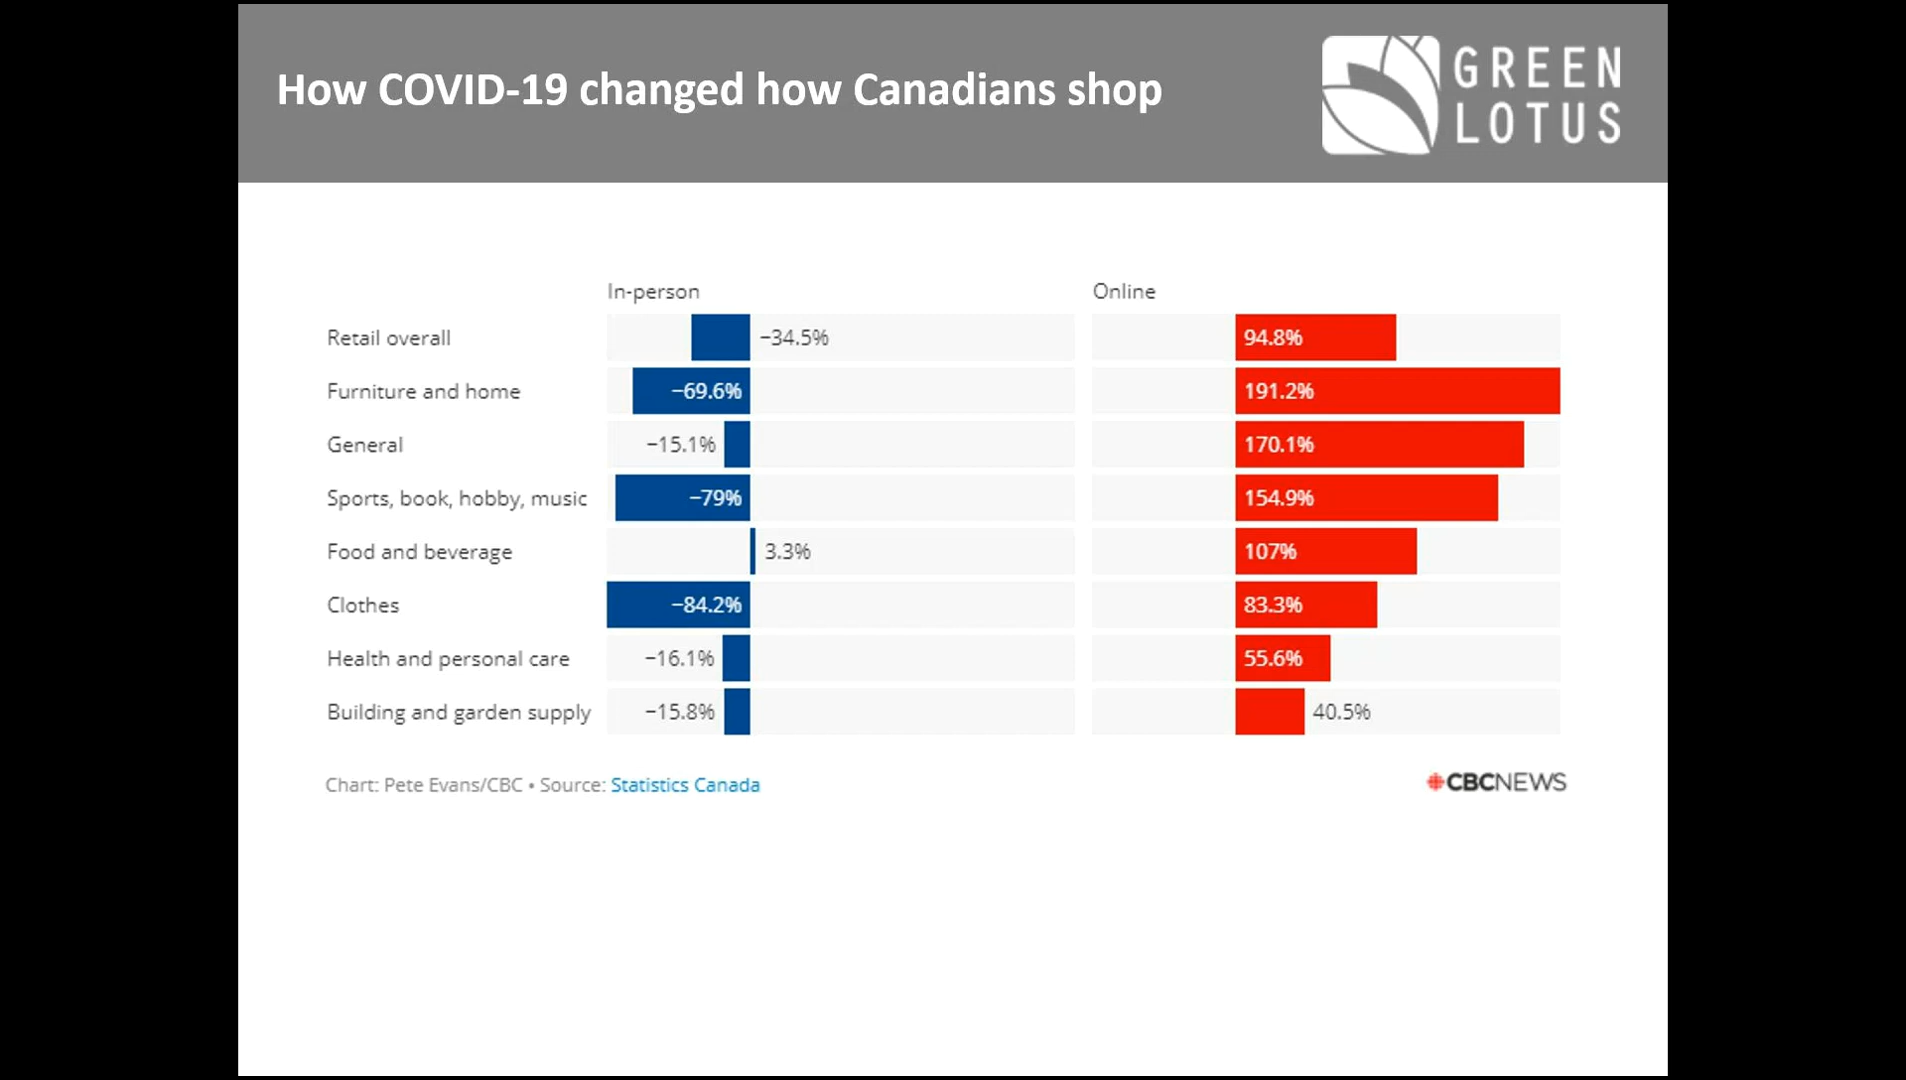 How COVID-19 changed how Canadians shop
GREEN
LOTUS
In-person Online
Retail overall −34.5% 94.8%
Furniture and home −69.6% 191.2%
General −15.1% 170.1%
Sports, book, hobby, music −79% 154.9%
Food and beverage 3.3% 107%
Clothes −84.2% 83.3%
Health and personal care −16.1% 55.6%
Building and garden supply −15.8% 40.5%
Chart: Pete Evans/CBC • Source: Statistics Canada
CBCNEWS